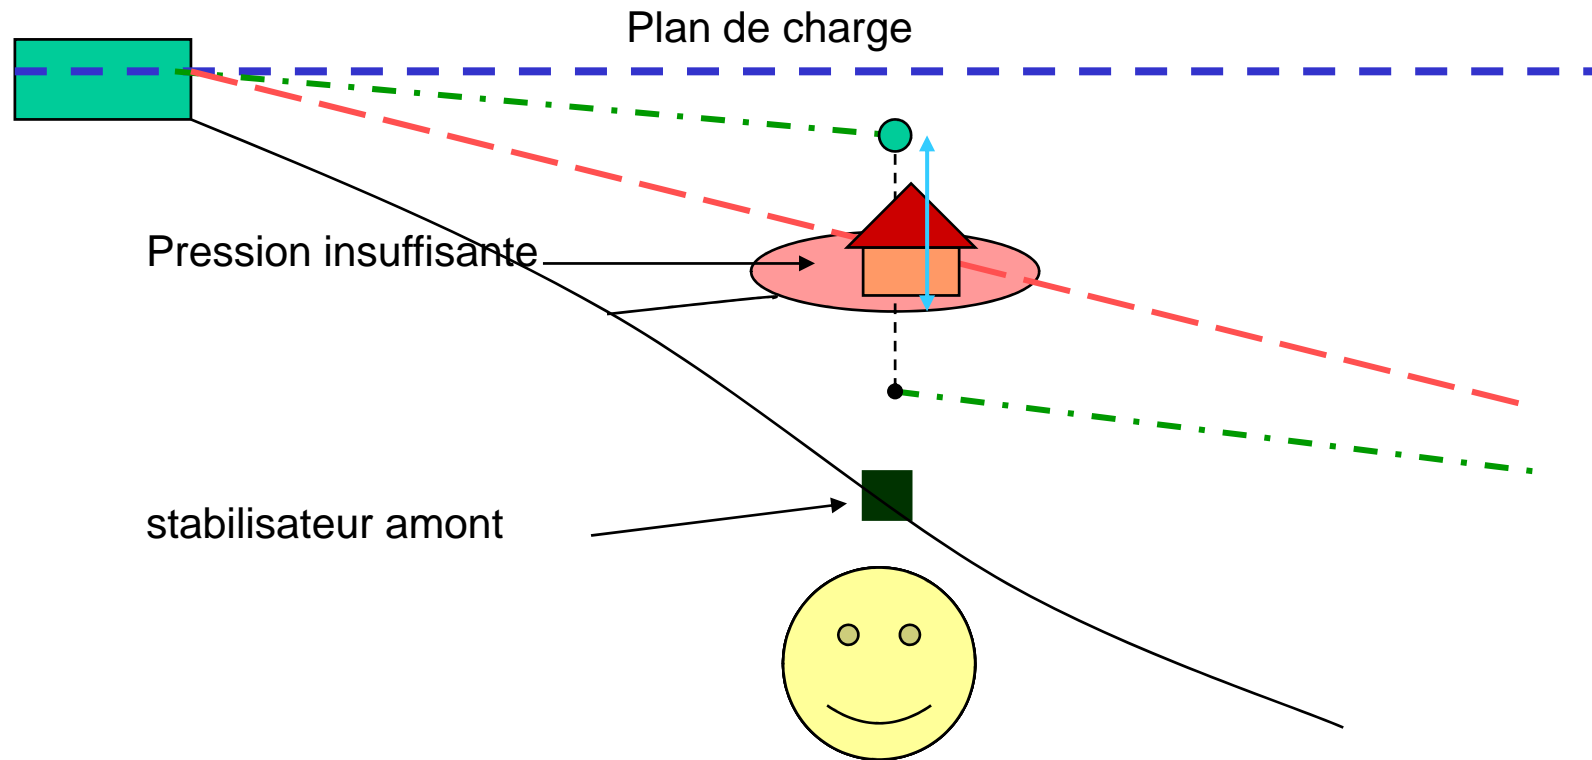 Plan de charge
Pression insuffisante
stabilisateur amont